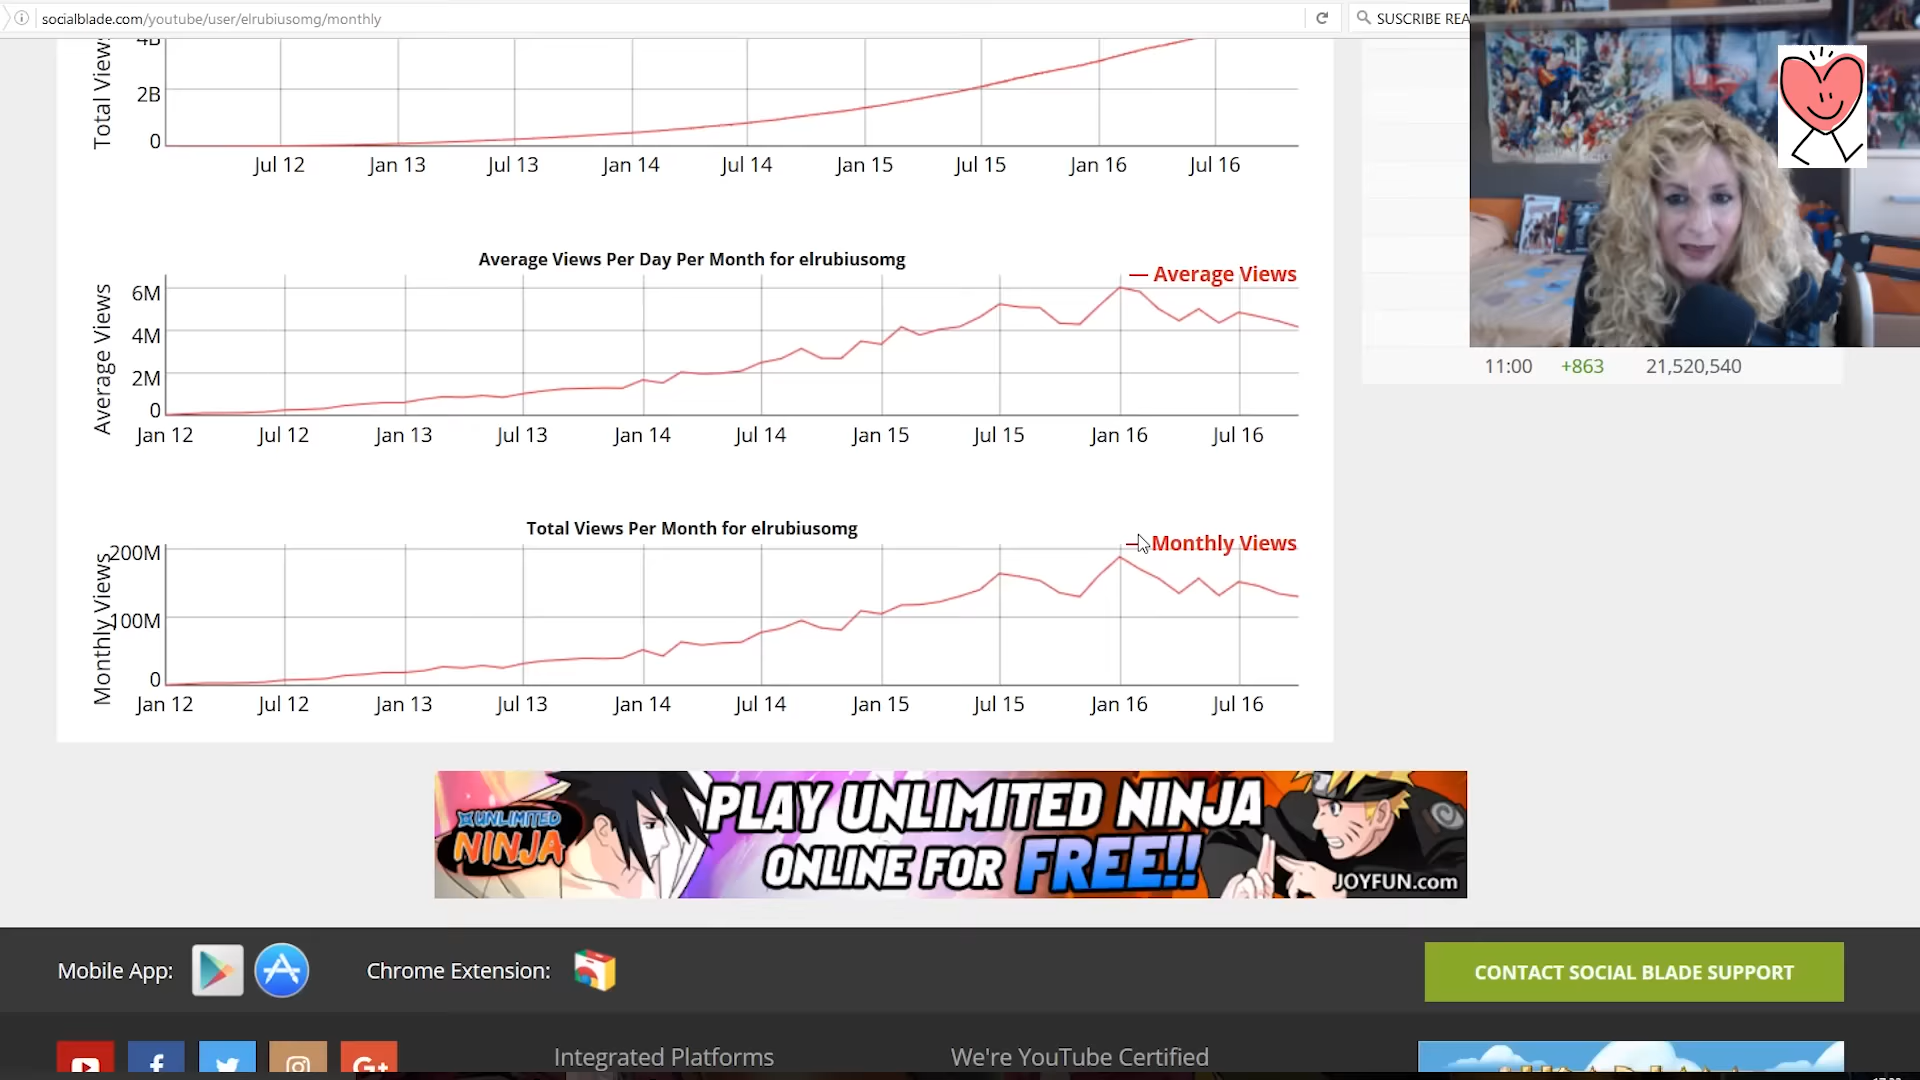 socialblade.com/youtube/user/elrubiusomg/monthly
SUSCRIBE REA
Total Views
4B
2B
0
Jul 12 Jan 13 Jul 13 Jan 14 Jul 14 Jan 15 Jul 15 Jan 16 Jul 16
Average Views Per Day Per Month for elrubiusomg
Average Views
Average Views
6M
4M
2M
0
Jan 12 Jul 12 Jan 13 Jul 13 Jan 14 Jul 14 Jan 15 Jul 15 Jan 16 Jul 16
11:00 +863 21,520,540
Total Views Per Month for elrubiusomg
Monthly Views
Monthly Views
200M
100M
0
Jan 12 Jul 12 Jan 13 Jul 13 Jan 14 Jul 14 Jan 15 Jul 15 Jan 16 Jul 16
UNLIMITED
NINJA
PLAY UNLIMITED NINJA
ONLINE FOR FREE!!
JOYFUN.com
Mobile App:
Chrome Extension:
CONTACT SOCIAL BLADE SUPPORT
Integrated Platforms
We're YouTube Certified